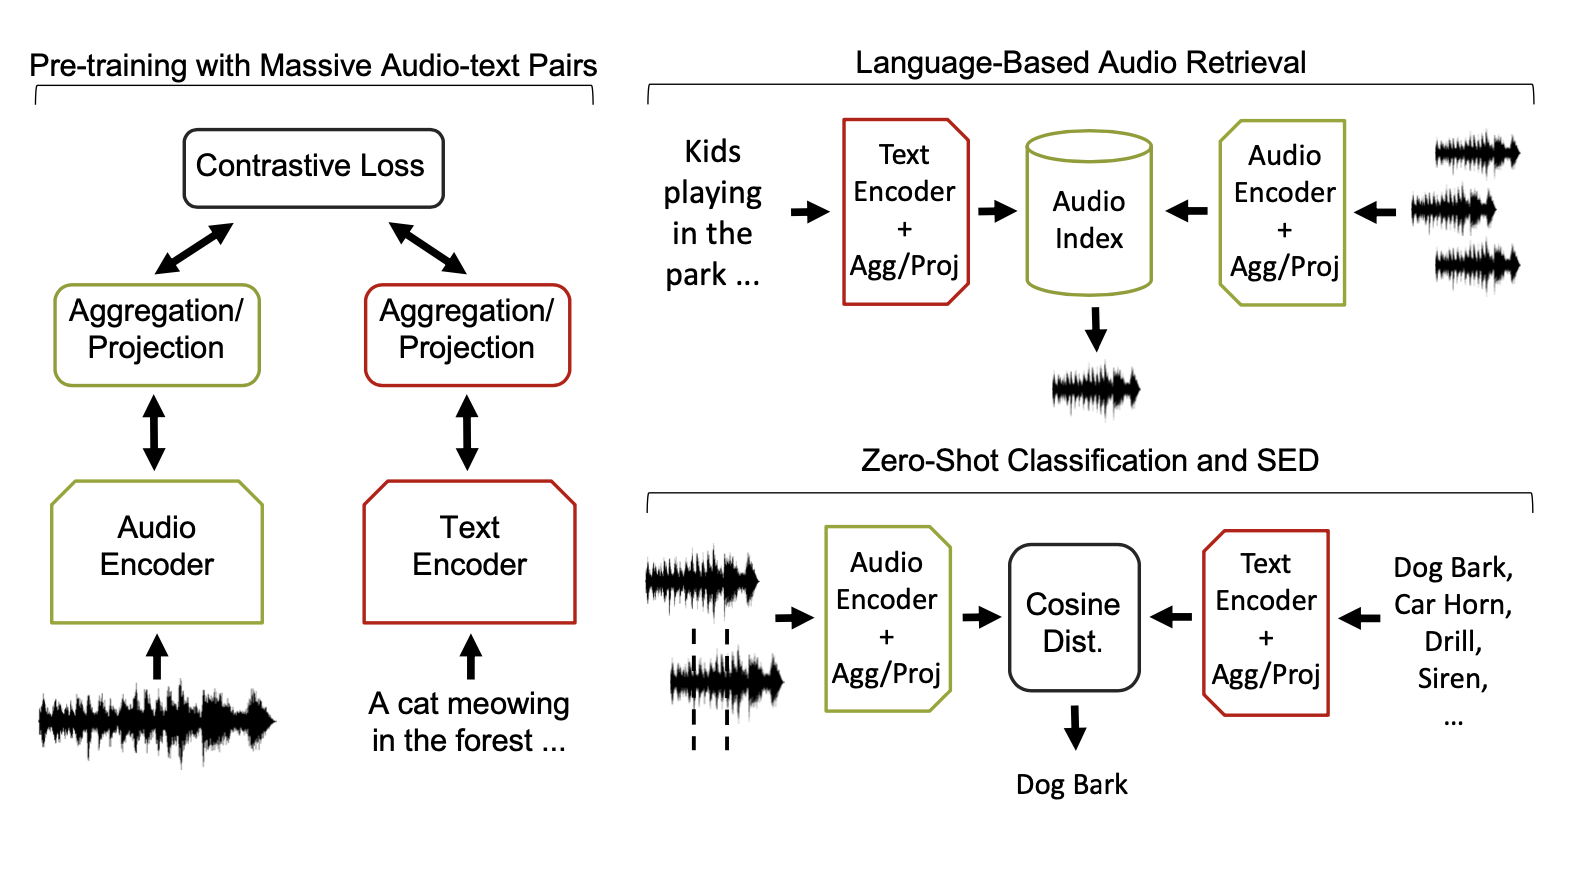 Pre-training with Massive Audio-text Pairs
Contrastive Loss
Aggregation/
Projection
Aggregation/
Projection
Audio
Encoder
Text
Encoder
A cat meowing
in the forest ...
Language-Based Audio Retrieval
Kids
playing
in the
park ...
Text
Encoder
+
Agg/Proj
Audio
Index
Audio
Encoder
+
Agg/Proj
Zero-Shot Classification and SED
Audio
Encoder
+
Agg/Proj
Cosine
Dist.
Text
Encoder
+
Agg/Proj
Dog Bark,
Car Horn,
Drill,
Siren,
...
Dog Bark